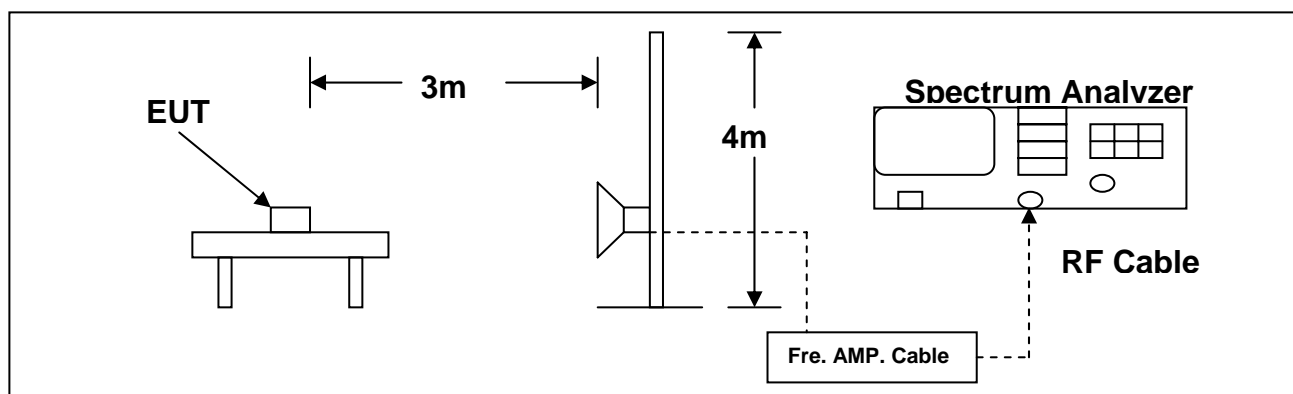 3m
EUT
4m
Spectrum Analyzer
RF Cable
Fre. AMP. Cable